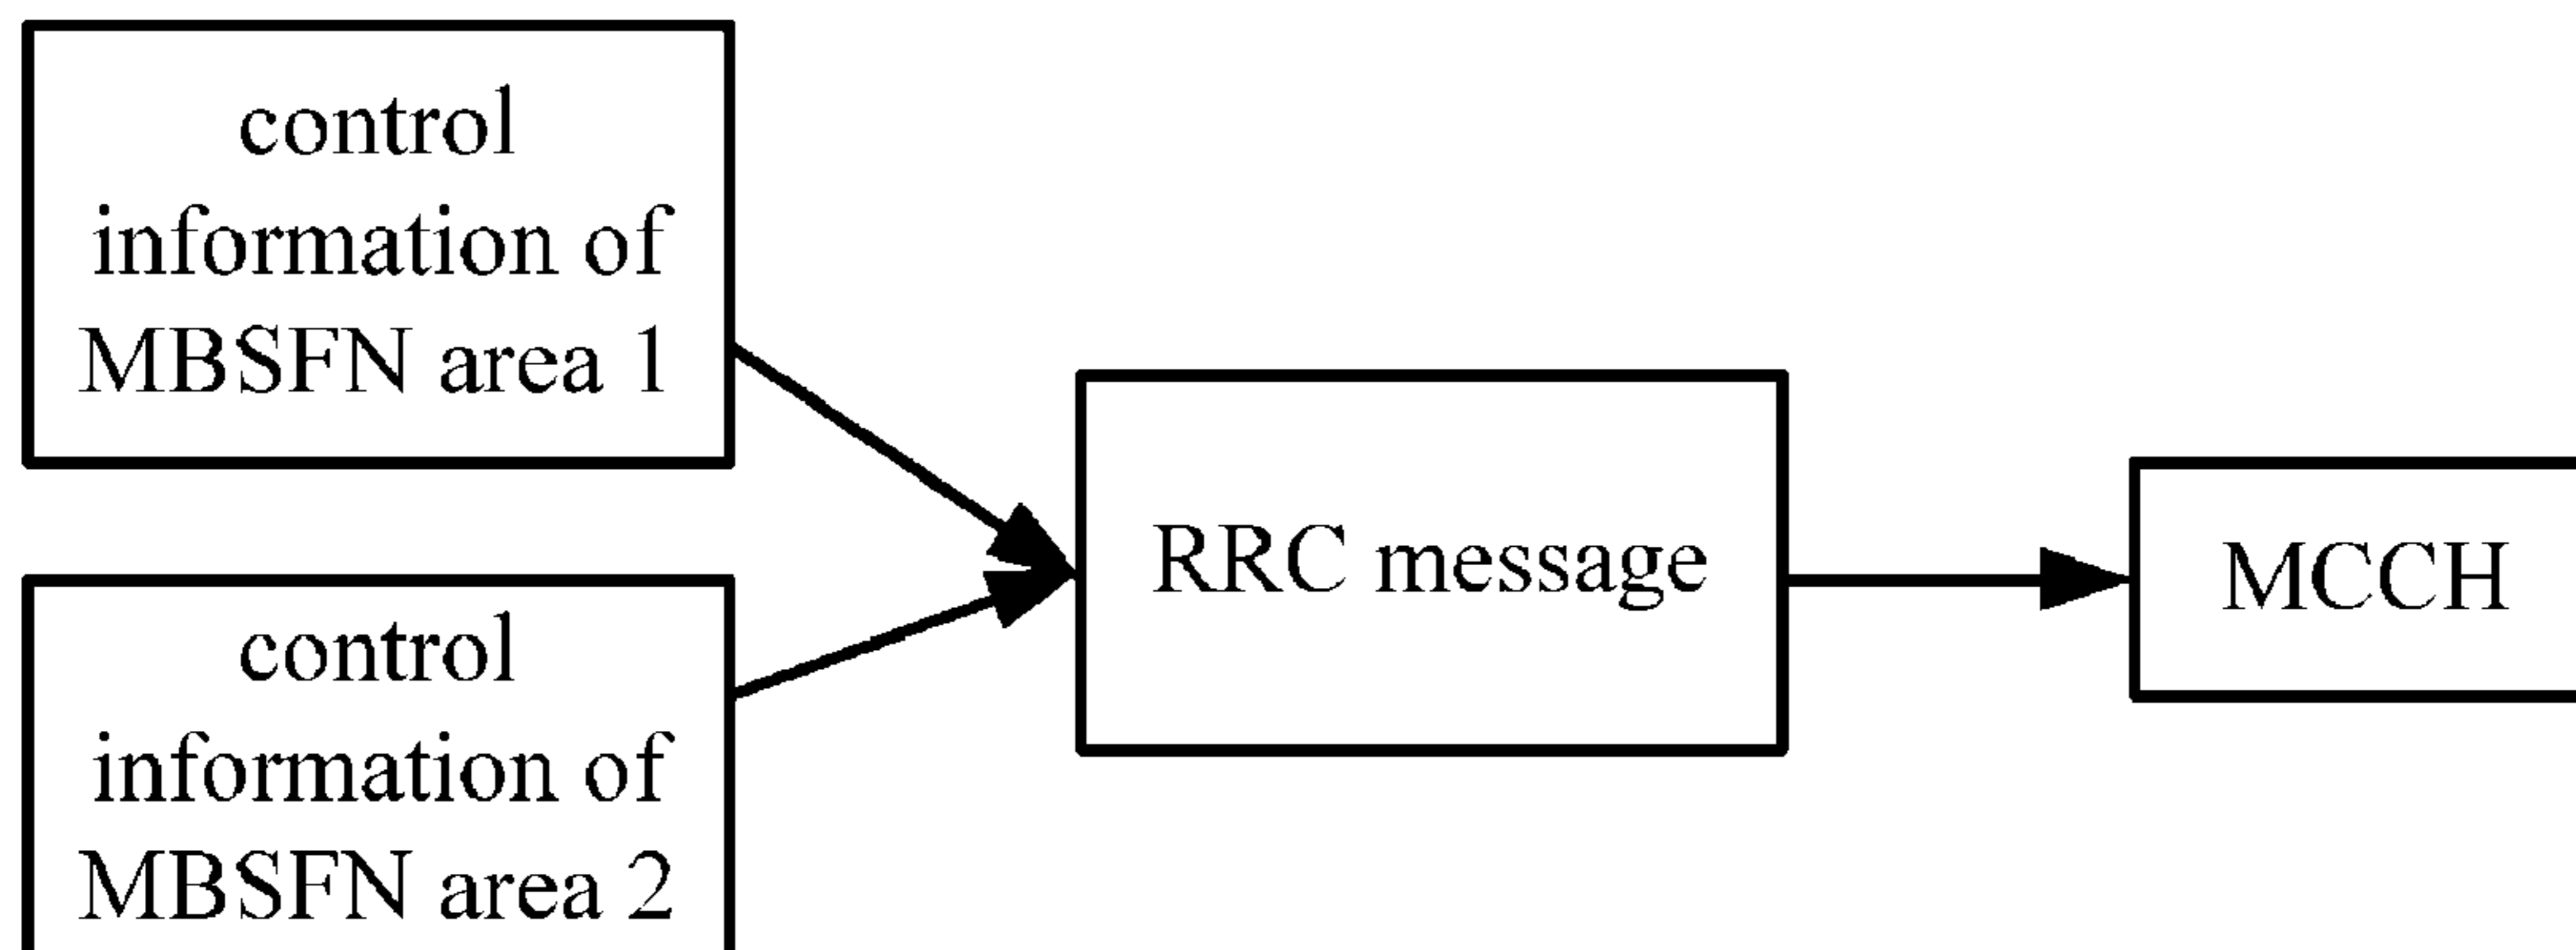 control
information of
MBSFN area 1
control
information of
MBSFN area 2
RRC message
MCCH